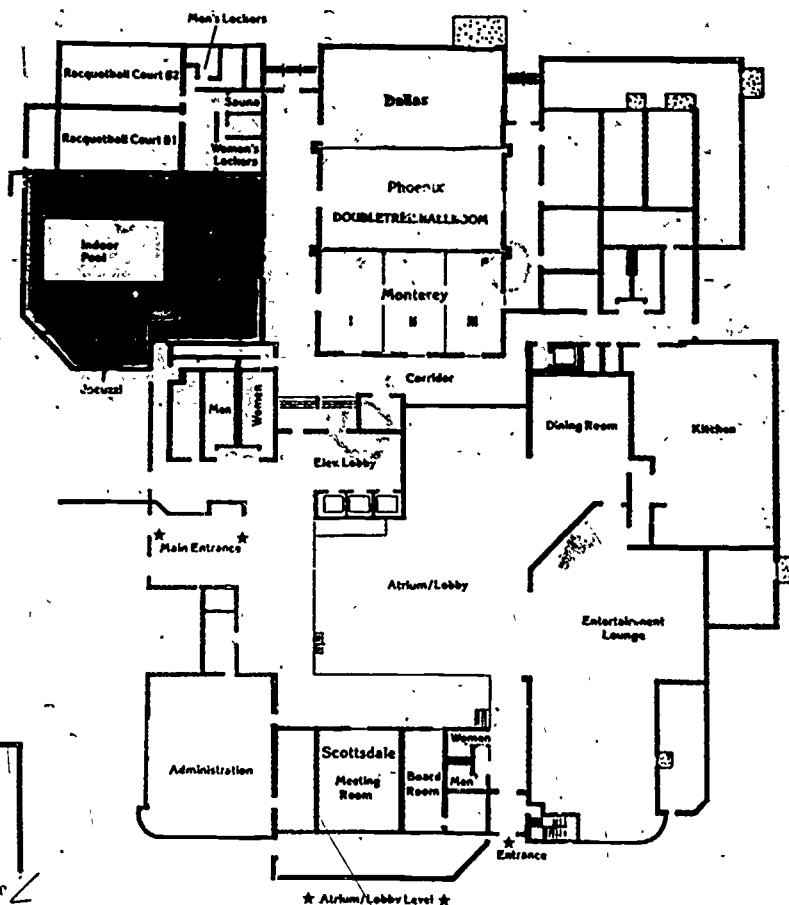 Men's Lockers
Racquetball Court #2
Dallas
Sauna
Racquetball Court #1
Women's
Lockers
Phoenix
DOUBLETREE BALLROOM
Indoor
Pool
Monterey
I II III
Jacuzzi
Corridor
Men
Women
Dining Room
Kitchen
Elev. Lobby
Main Entrance
Atrium/Lobby
Entertainment
Lounge
Women
Scottsdale
Administration
Meeting
Room
Board
Room
Men
Entrance
★ Atrium/Lobby Level ★